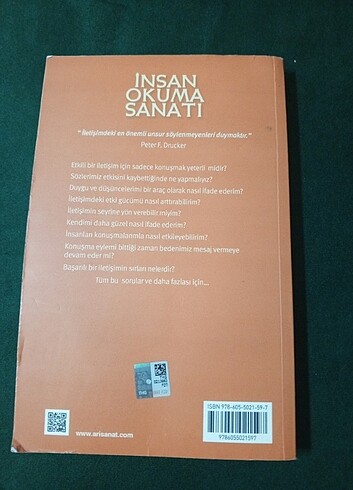 INSAN
OKUMA
SANATI
" İletişimdeki en önemli unsur söylenmeyenleri duymaktır."
Peter F. Drucker
Etkili bir iletişim için sadece konuşmak yeterli midir?
Sözlerimiz etkisini kaybettiğinde ne yapmalıyız?
Duygu ve düşüncelerimi bir araç olarak nasıl ifade ederim?
İletişimdeki etki gücümü nasıl arttırabilirim?
İletişimin seyrine yön verebilir miyim?
Kendimi daha güzel nasıl ifade ederim?
İnsanları konuşmalarımla nasıl etkileyebilirim?
Konuşma eylemi bittiği zaman bedenimiz mesaj vermeye
devam eder mi?
Başarılı bir iletişimin sırları nelerdir?
Tüm bu sorular ve daha fazlası için...
www.arisanat.com
ISBN 978-605-5021-59-7
9786055021597